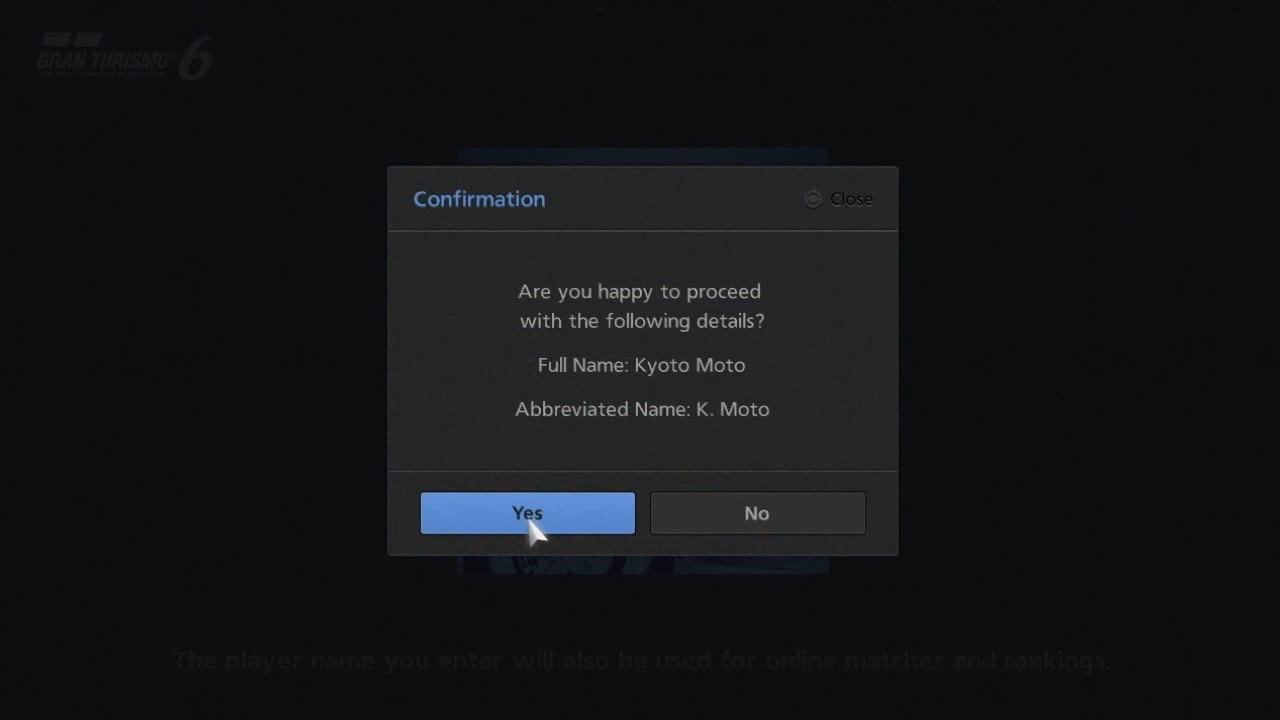 GRAN TURISMO 6
Confirmation
Close
Are you happy to proceed
with the following details?
Full Name: Kyoto Moto
Abbreviated Name: K. Moto
Yes
No
The player name you enter will also be used for online matches and rankings.